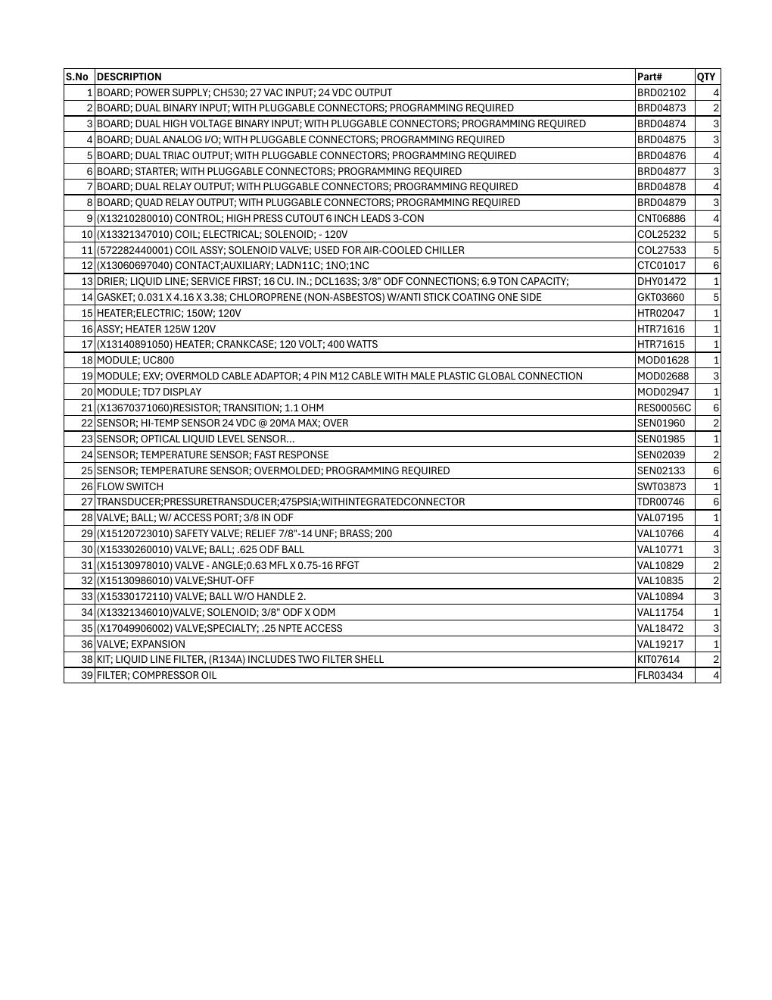 S.No DESCRIPTION Part# QTY
1 BOARD; POWER SUPPLY; CH530; 27 VAC INPUT; 24 VDC OUTPUT BRD02102 4
2 BOARD; DUAL BINARY INPUT; WITH PLUGGABLE CONNECTORS; PROGRAMMING REQUIRED BRD04873 2
3 BOARD; DUAL HIGH VOLTAGE BINARY INPUT; WITH PLUGGABLE CONNECTORS; PROGRAMMING REQUIRED BRD04874 3
4 BOARD; DUAL ANALOG I/O; WITH PLUGGABLE CONNECTORS; PROGRAMMING REQUIRED BRD04875 3
5 BOARD; DUAL TRIAC OUTPUT; WITH PLUGGABLE CONNECTORS; PROGRAMMING REQUIRED BRD04876 4
6 BOARD; STARTER; WITH PLUGGABLE CONNECTORS; PROGRAMMING REQUIRED BRD04877 3
7 BOARD; DUAL RELAY OUTPUT; WITH PLUGGABLE CONNECTORS; PROGRAMMING REQUIRED BRD04878 4
8 BOARD; QUAD RELAY OUTPUT; WITH PLUGGABLE CONNECTORS; PROGRAMMING REQUIRED BRD04879 3
9 (X13210280010) CONTROL; HIGH PRESS CUTOUT 6 INCH LEADS 3-CON CNT06886 4
10 (X13321347010) COIL; ELECTRICAL; SOLENOID; - 120V COL25232 5
11 (572282440001) COIL ASSY; SOLENOID VALVE; USED FOR AIR-COOLED CHILLER COL27533 5
12 (X13060697040) CONTACT;AUXILIARY; LADN11C; 1NO;1NC CTC01017 6
13 DRIER; LIQUID LINE; SERVICE FIRST; 16 CU. IN.; DCL163S; 3/8" ODF CONNECTIONS; 6.9 TON CAPACITY; DHY01472 1
14 GASKET; 0.031 X 4.16 X 3.38; CHLOROPRENE (NON-ASBESTOS) W/ANTI STICK COATING ONE SIDE GKT03660 5
15 HEATER;ELECTRIC; 150W; 120V HTR02047 1
16 ASSY; HEATER 125W 120V HTR71616 1
17 (X13140891050) HEATER; CRANKCASE; 120 VOLT; 400 WATTS HTR71615 1
18 MODULE; UC800 MOD01628 1
19 MODULE; EXV; OVERMOLD CABLE ADAPTOR; 4 PIN M12 CABLE WITH MALE PLASTIC GLOBAL CONNECTION MOD02688 3
20 MODULE; TD7 DISPLAY MOD02947 1
21 (X13670371060)RESISTOR; TRANSITION; 1.1 OHM RES00056C 6
22 SENSOR; HI-TEMP SENSOR 24 VDC @ 20MA MAX; OVER SEN01960 2
23 SENSOR; OPTICAL LIQUID LEVEL SENSOR... SEN01985 1
24 SENSOR; TEMPERATURE SENSOR; FAST RESPONSE SEN02039 2
25 SENSOR; TEMPERATURE SENSOR; OVERMOLDED; PROGRAMMING REQUIRED SEN02133 6
26 FLOW SWITCH SWT03873 1
27 TRANSDUCER;PRESSURETRANSDUCER;475PSIA;WITHINTEGRATEDCONNECTOR TDR00746 6
28 VALVE; BALL; W/ ACCESS PORT; 3/8 IN ODF VAL07195 1
29 (X15120723010) SAFETY VALVE; RELIEF 7/8"-14 UNF; BRASS; 200 VAL10766 4
30 (X15330260010) VALVE; BALL; .625 ODF BALL VAL10771 3
31 (X15130978010) VALVE - ANGLE;0.63 MFL X 0.75-16 RFGT VAL10829 2
32 (X15130986010) VALVE;SHUT-OFF VAL10835 2
33 (X15330172110) VALVE; BALL W/O HANDLE 2. VAL10894 3
34 (X13321346010)VALVE; SOLENOID; 3/8" ODF X ODM VAL11754 1
35 (X17049906002) VALVE;SPECIALTY; .25 NPTE ACCESS VAL18472 3
36 VALVE; EXPANSION VAL19217 1
38 KIT; LIQUID LINE FILTER, (R134A) INCLUDES TWO FILTER SHELL KIT07614 2
39 FILTER; COMPRESSOR OIL FLR03434 4